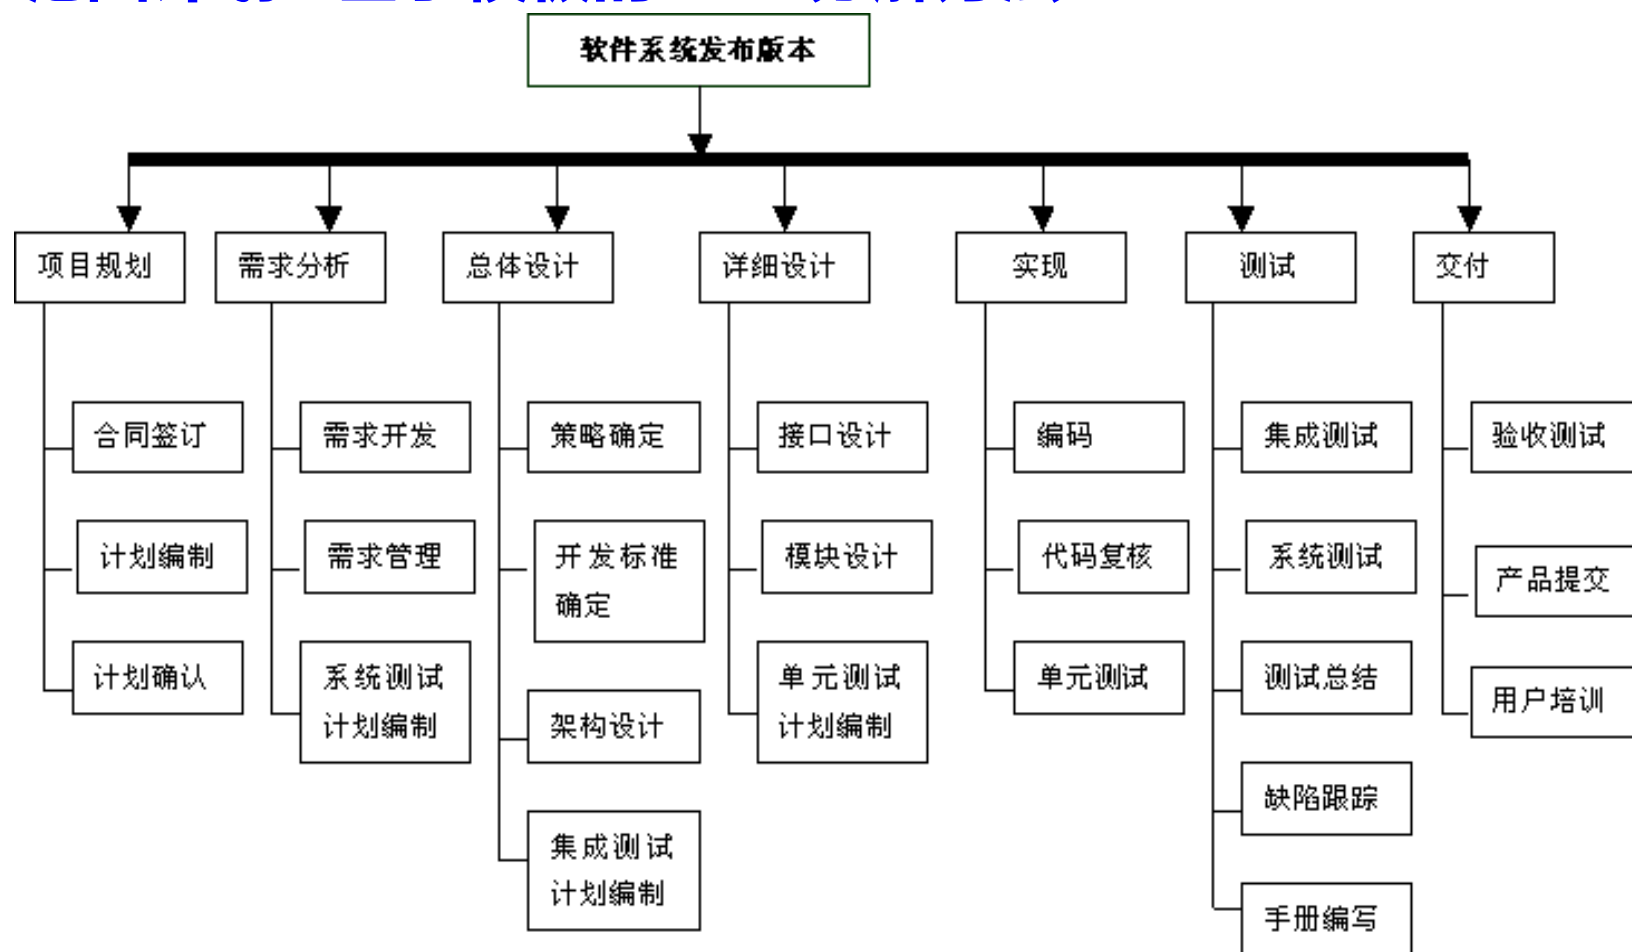 软件系统发布版本
项目规划
需求分析
总体设计
详细设计
实现
测试
交付
合同签订
需求开发
策略确定
接口设计
编码
集成测试
验收测试
计划编制
需求管理
开发标准
确定
模块设计
代码复核
系统测试
产品提交
计划确认
系统测试
计划编制
架构设计
单元测试
计划编制
单元测试
测试总结
用户培训
集成测试
计划编制
缺陷跟踪
手册编写